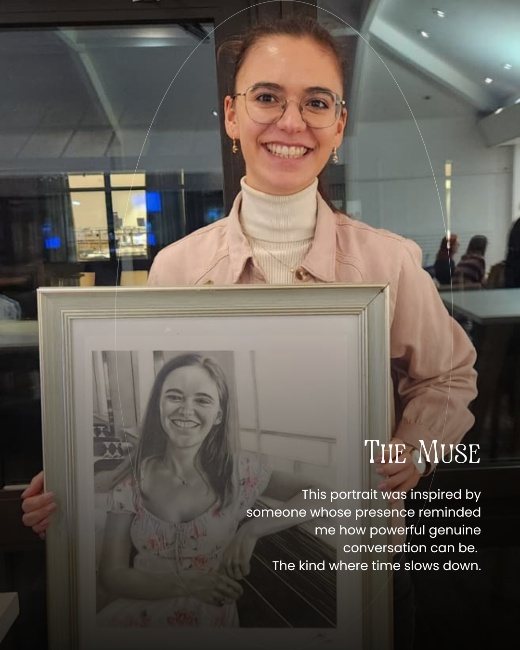 The Muse
This portrait was inspired by
someone whose presence reminded
me how powerful genuine
conversation can be.
The kind where time slows down.